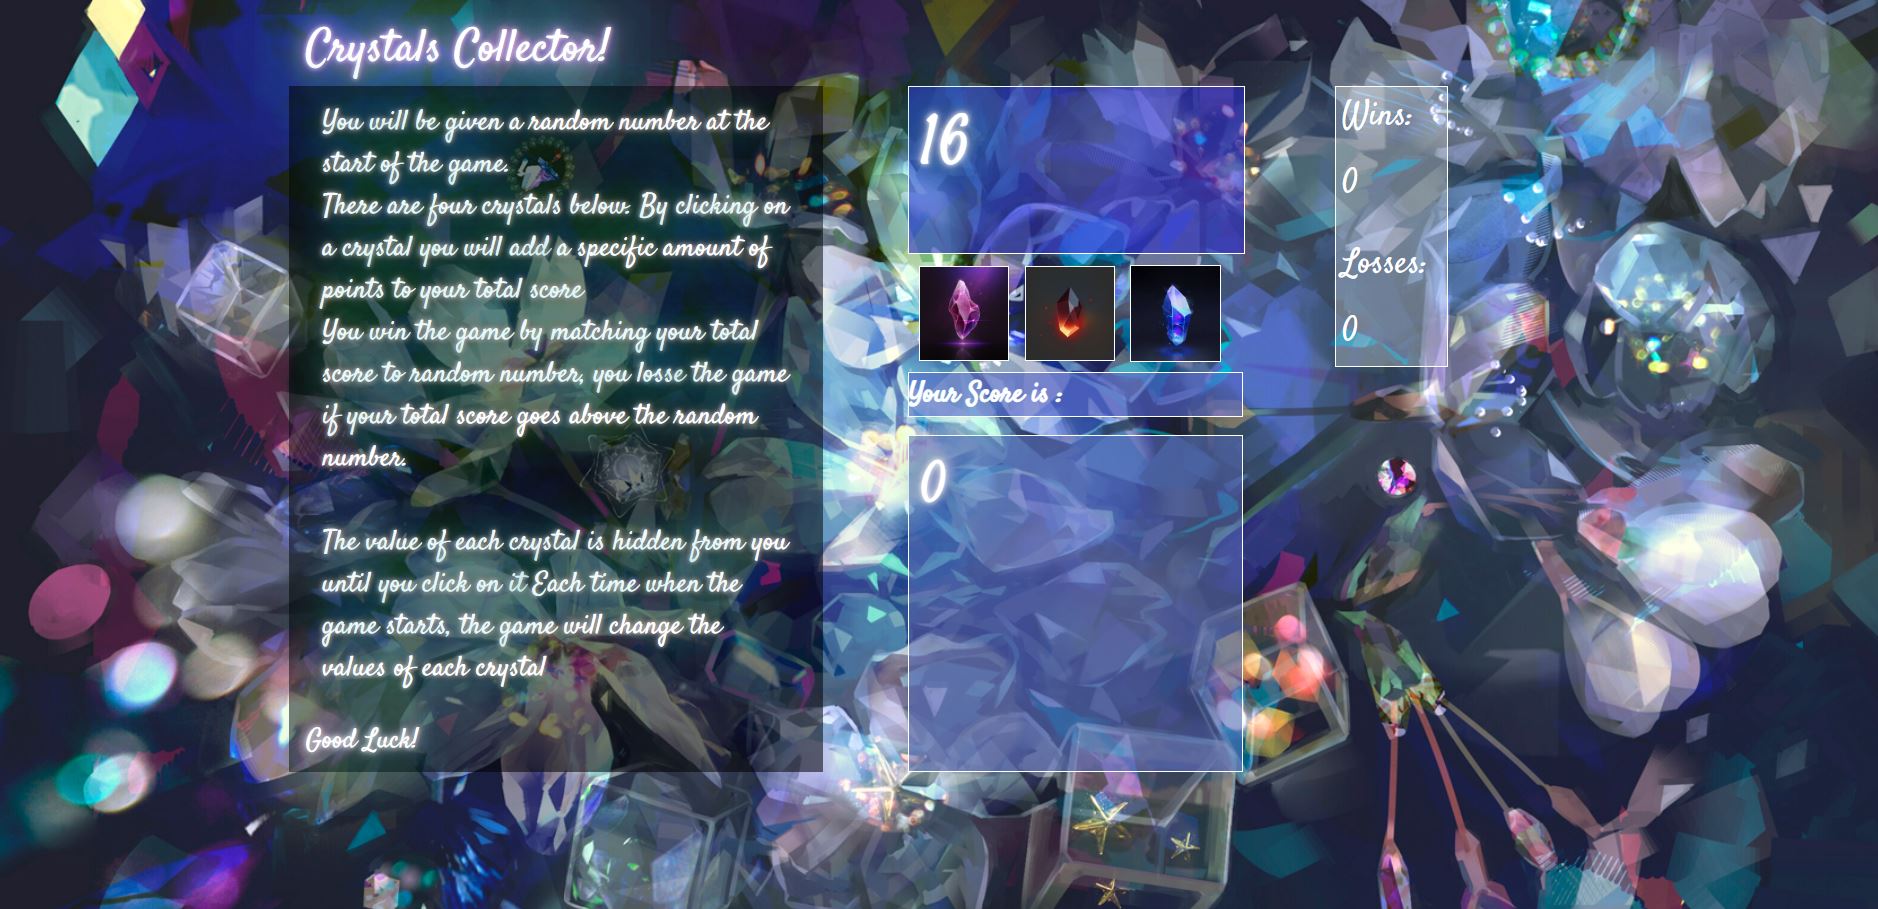 Crystals Collector!
You will be given a random number at the
start of the game.
There are four crystals below. By clicking on
a crystal you will add a specific amount of
points to your total score
You win the game by matching your total
score to random number, you losse the game
if your total score goes above the random
number.
The value of each crystal is hidden from you
until you click on it Each time when the
game starts, the game will change the
values of each crystal
Good Luck!
16
Your Score is :
0
Wins:
0
Losses:
0